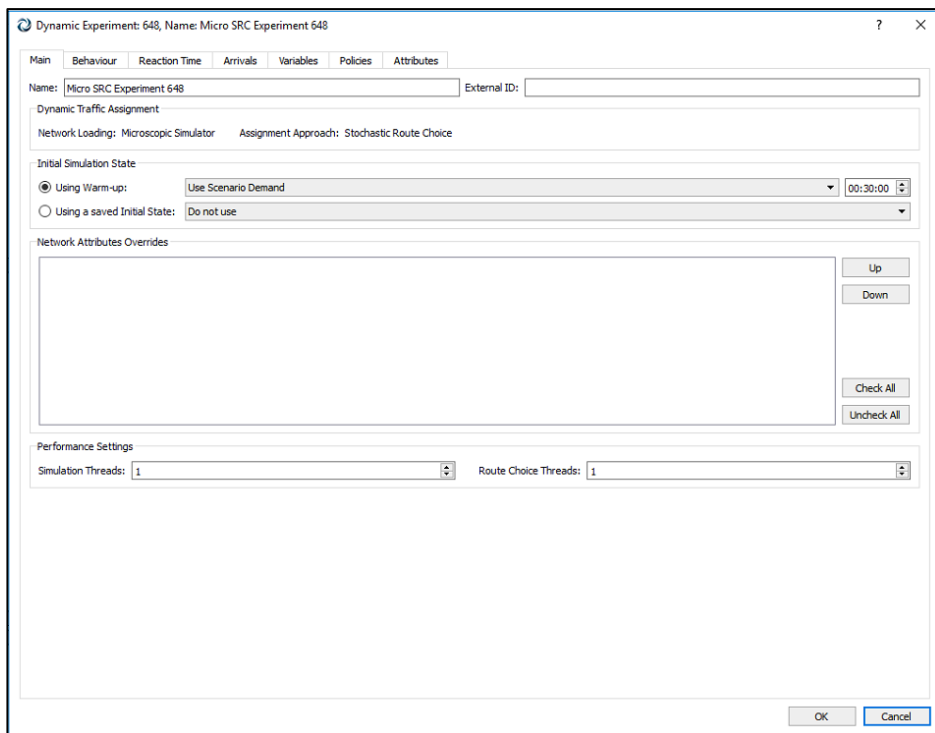 Dynamic Experiment: 648, Name: Micro SRC Experiment 648 ?
Main Behaviour Reaction Time Arrivals Variables Policies Attributes
Name: Micro SRC Experiment 648 External ID:
Dynamic Traffic Assignment
Network Loading: Microscopic Simulator Assignment Approach: Stochastic Route Choice
Initial Simulation State
Using Warm-up: Use Scenario Demand 00:30:00
Using a saved Initial State: Do not use
Network Attributes Overrides
Up
Down
Check All
Uncheck All
Performance Settings
Simulation Threads: 1 Route Choice Threads: 1
OK Cancel